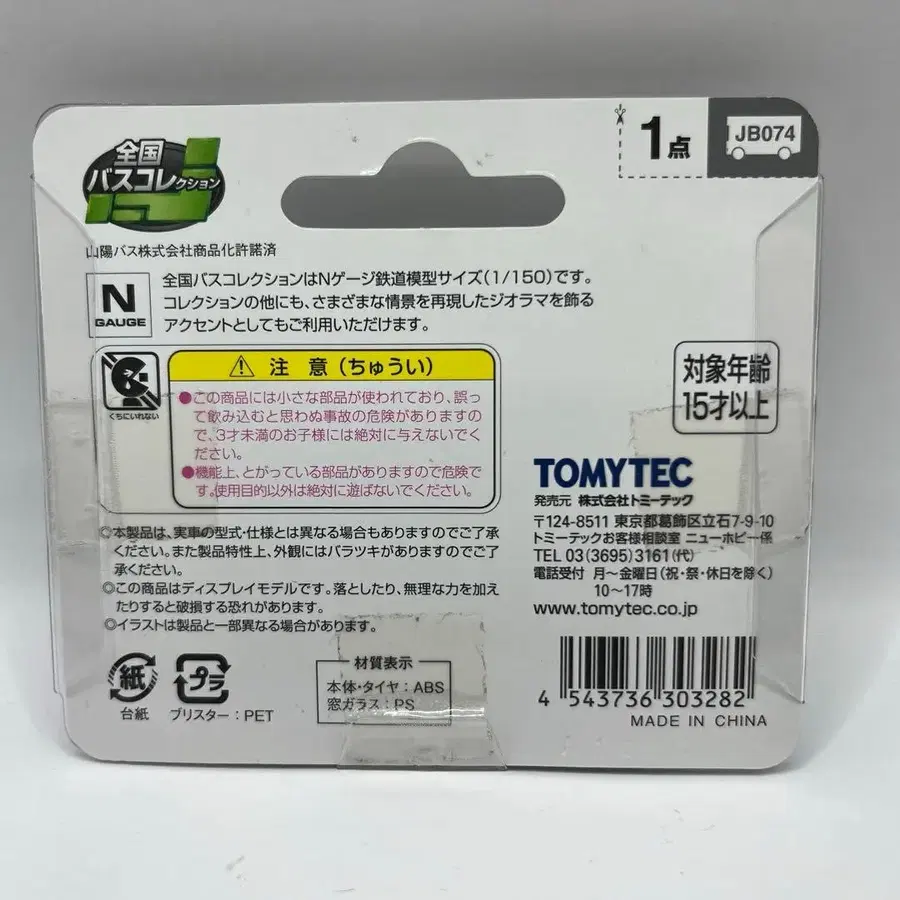 全国
バスコレクション
1点
JB074
山陽バス株式会社商品化許諾済
N
GAUGE
全国バスコレクションはNゲージ鉄道模型サイズ(1/150)です。
コレクションの他にも、さまざまな情景を再現したジオラマを飾る
アクセントとしてもご利用いただけます。
くちにいれない
注 意(ちゅうい)
●この商品には小さな部品が使われており、誤っ
て飲み込むと思わぬ事故の危険がありますの
で、3才未満のお子様には絶対に与えないでく
ださい。
●機能上、とがっている部品がありますので危険で
す。使用目的以外は絶対に遊ばないでください。
対象年齢
15才以上
◎本製品は、実車の型式・仕様とは異なる場合もありますのでご了承
ください。また製品特性上、外観にはバラツキがありますのでご了
承ください。
◎この商品はディスプレイモデルです。落としたり、無理な力を加え
たりすると破損する恐れがあります。
◎イラストは製品と一部異なる場合があります。
TOMYTEC
発売元 株式会社トミーテック
〒124-8511 東京都葛飾区立石7-9-10
トミーテックお客様相談室 ニューホビー係
TEL 03(3695)3161(代)
電話受付 月〜金曜日(祝・祭・休日を除く)
10〜17時
www.tomytec.co.jp
紙
台紙
プラ
ブリスター:PET
材質表示
本体・タイヤ:ABS
窓ガラス:PS
4 543736 303282
MADE IN CHINA